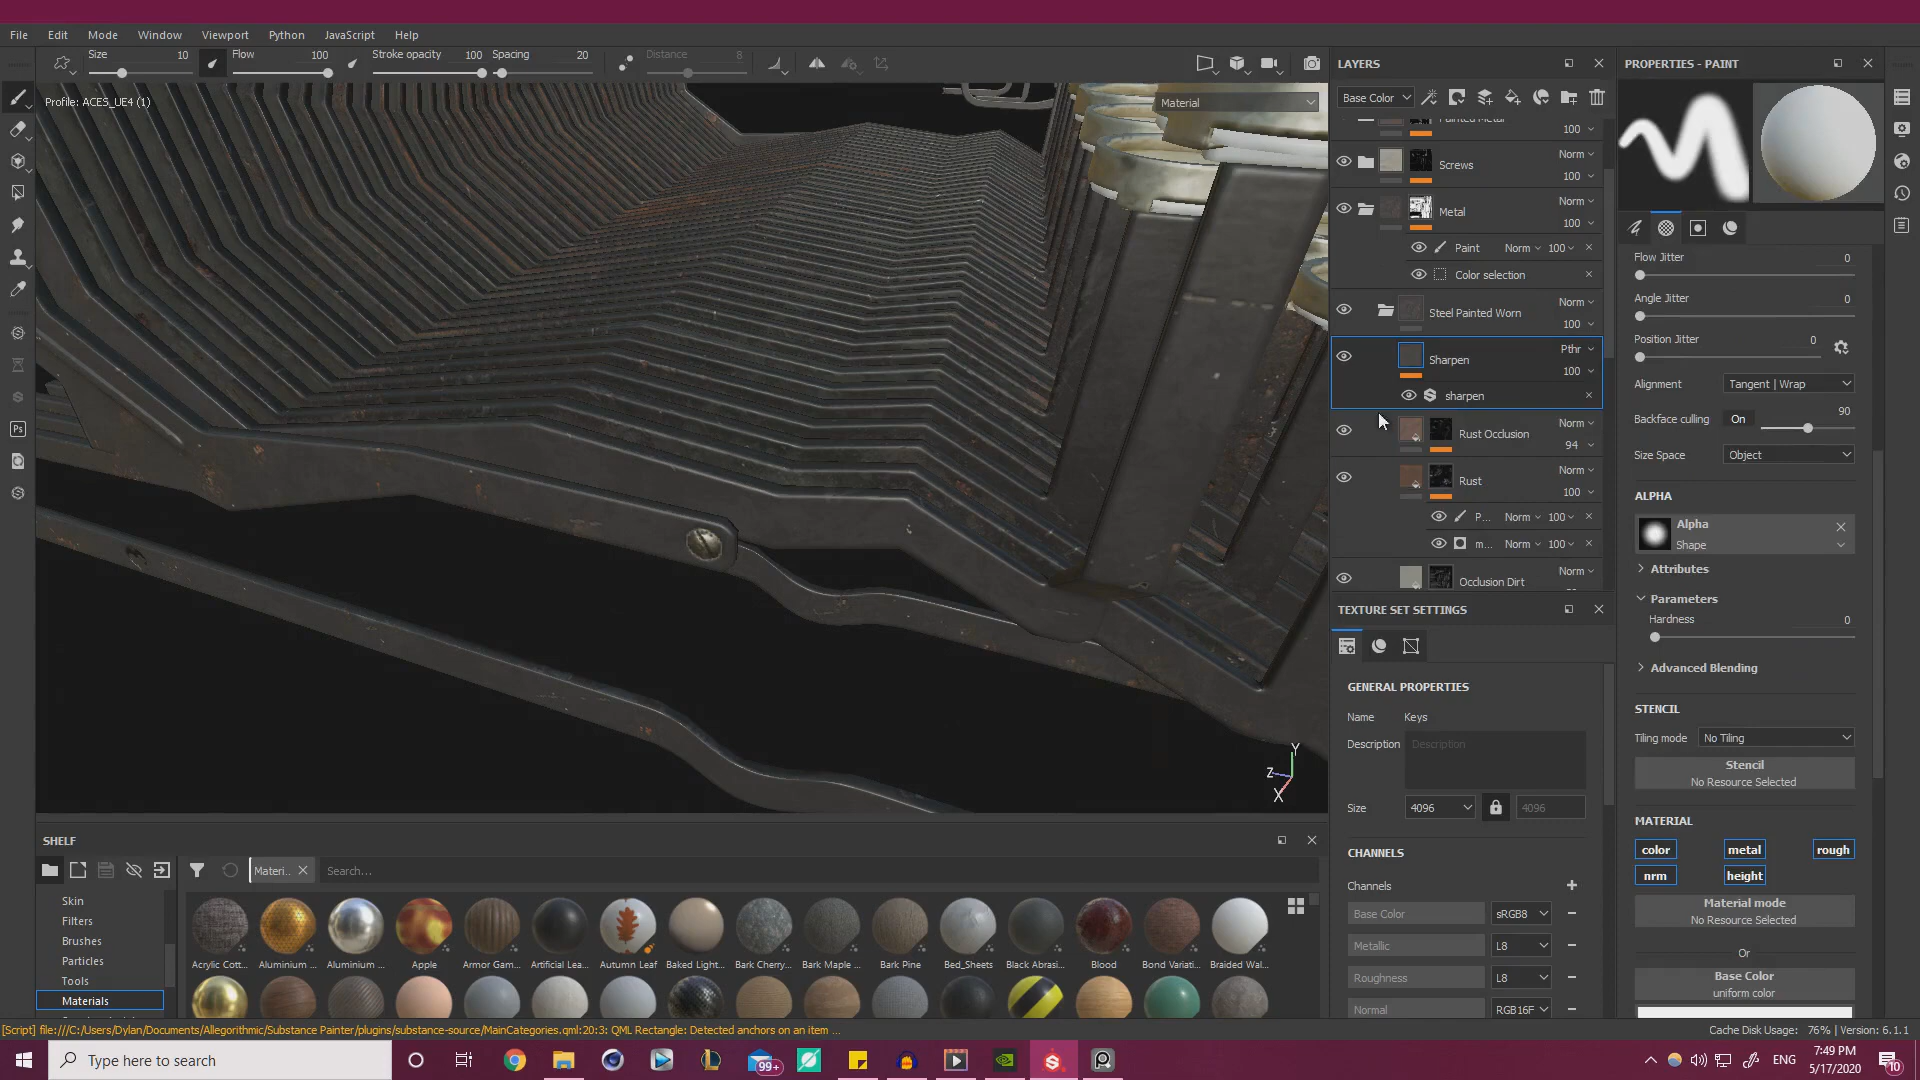 File Edit Mode Window Viewport Python JavaScript Help
Size 10 Flow 100 Stroke opacity 100 Spacing 20 Distance 8
Profile: ACES_UE4 (1)
Material
LAYERS
Base Color
Painted Metal
100
Screws Norm
100
Metal Norm
100
Paint Norm 100
Color selection
Steel Painted Worn Norm
100
Sharpen Pthr
100
sharpen
Rust Occlusion Norm
94
Rust Norm
100
P... Norm 100
m... Norm 100
Occlusion Dirt Norm
TEXTURE SET SETTINGS
GENERAL PROPERTIES
Name Keys
Description Description
Size 4096 4096
CHANNELS
Channels
Base Color sRGB8
Metallic L8
Roughness L8
Normal RGB16F
PROPERTIES - PAINT
Flow Jitter 0
Angle Jitter 0
Position Jitter 0
Alignment Tangent | Wrap
Backface culling On 90
Size Space Object
ALPHA
Alpha
Shape
Attributes
Parameters
Hardness 0
Advanced Blending
STENCIL
Tiling mode No Tiling
Stencil
No Resource Selected
MATERIAL
color metal rough
nrm height
Material mode
No Resource Selected
Or
Base Color
uniform color
Y
Z
X
SHELF
Materi.. Search...
Skin
Filters
Brushes
Particles
Tools
Materials
Acrylic Cott... Aluminium ... Aluminium ... Apple Armor Gam... Artificial Lea... Autumn Leaf Baked Light... Bark Cherry... Bark Maple ... Bark Pine Bed_Sheets Black Abrasi... Blood Bond Variati... Braided Wal...
[Script] file:///C:/Users/Dylan/Documents/Allegorithmic/Substance Painter/plugins/substance-source/MainCategories.qml:20:3: QML Rectangle: Detected anchors on an item ...
Cache Disk Usage: 76% | Version: 6.1.1
Type here to search
99+
Ps
ENG
7:49 PM
5/17/2020
10